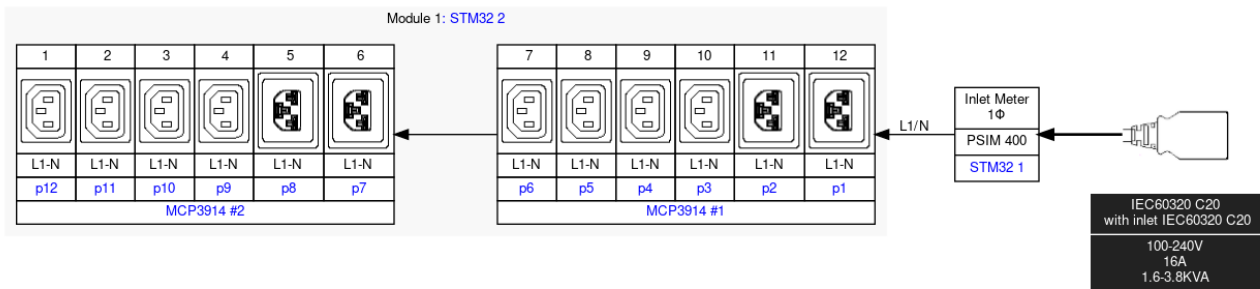 Module 1: STM32 2
1 2 3 4 5 6
L1-N L1-N L1-N L1-N L1-N L1-N
p12 p11 p10 p9 p8 p7
MCP3914 #2
7 8 9 10 11 12
L1-N L1-N L1-N L1-N L1-N L1-N
p6 p5 p4 p3 p2 p1
MCP3914 #1
L1/N
Inlet Meter
1Φ
PSIM 400
STM32 1
IEC60320 C20
with inlet IEC60320 C20
100-240V
16A
1.6-3.8KVA